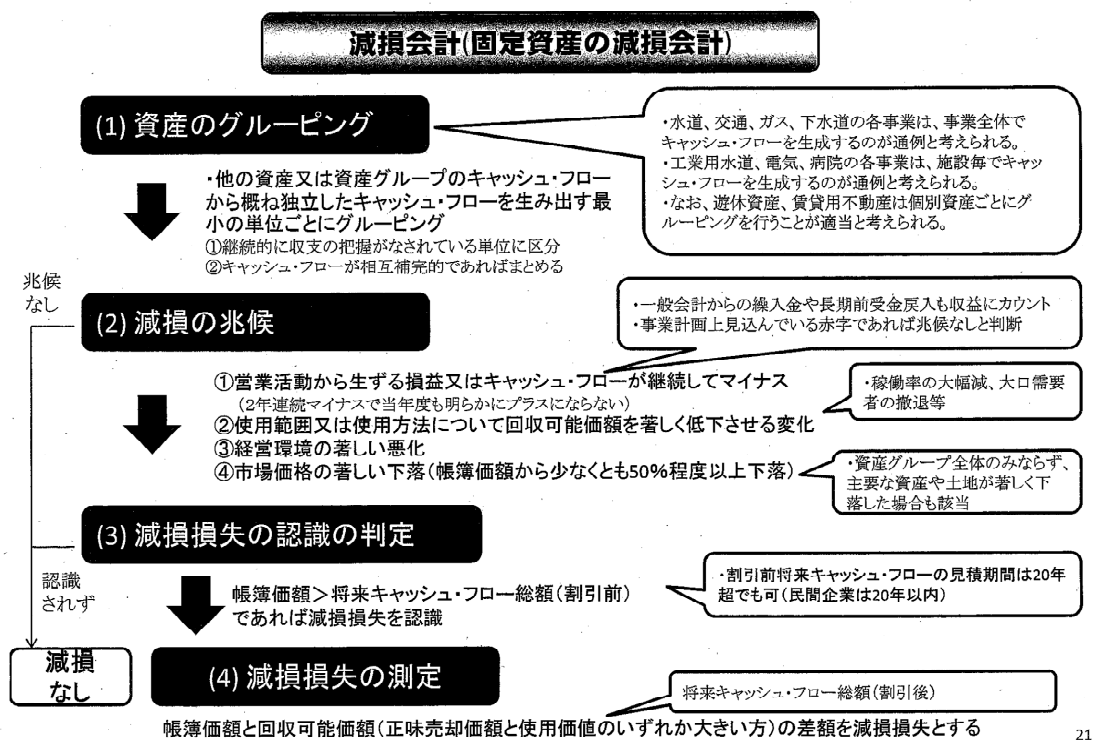 減損会計(固定資産の減損会計)
(1) 資産のグルーピング
・水道、交通、ガス、下水道の各事業は、事業全体で
キャッシュ・フローを生成するのが通例と考えられる。
・工業用水道、電気、病院の各事業は、施設毎でキャッ
シュ・フローを生成するのが通例と考えられる。
・なお、遊休資産、賃貸用不動産は個別資産ごとにグ
ルーピングを行うことが適当と考えられる。
・他の資産又は資産グループのキャッシュ・フロー
から概ね独立したキャッシュ・フローを生み出す最
小の単位ごとにグルーピング
①継続的に収支の把握がなされている単位に区分
②キャッシュ・フローが相互補完的であればまとめる
兆候
なし
(2) 減損の兆候
・一般会計からの繰入金や長期前受金戻入も収益にカウント
・事業計画上見込んでいる赤字であれば兆候なしと判断
①営業活動から生ずる損益又はキャッシュ・フローが継続してマイナス
(2年連続マイナスで当年度も明らかにプラスにならない)
②使用範囲又は使用方法について回収可能価額を著しく低下させる変化
③経営環境の著しい悪化
④市場価格の著しい下落(帳簿価額から少なくとも50%程度以上下落)
・稼働率の大幅減、大口需要
者の撤退等
・資産グループ全体のみならず、
主要な資産や土地が著しく下
落した場合も該当
(3) 減損損失の認識の判定
認識
されず
帳簿価額＞将来キャッシュ・フロー総額(割引前)
であれば減損損失を認識
・割引前将来キャッシュ・フローの見積期間は20年
超でも可(民間企業は20年以内)
減損
なし
(4) 減損損失の測定
将来キャッシュ・フロー総額(割引後)
帳簿価額と回収可能価額(正味売却価額と使用価値のいずれか大きい方)の差額を減損損失とする
21